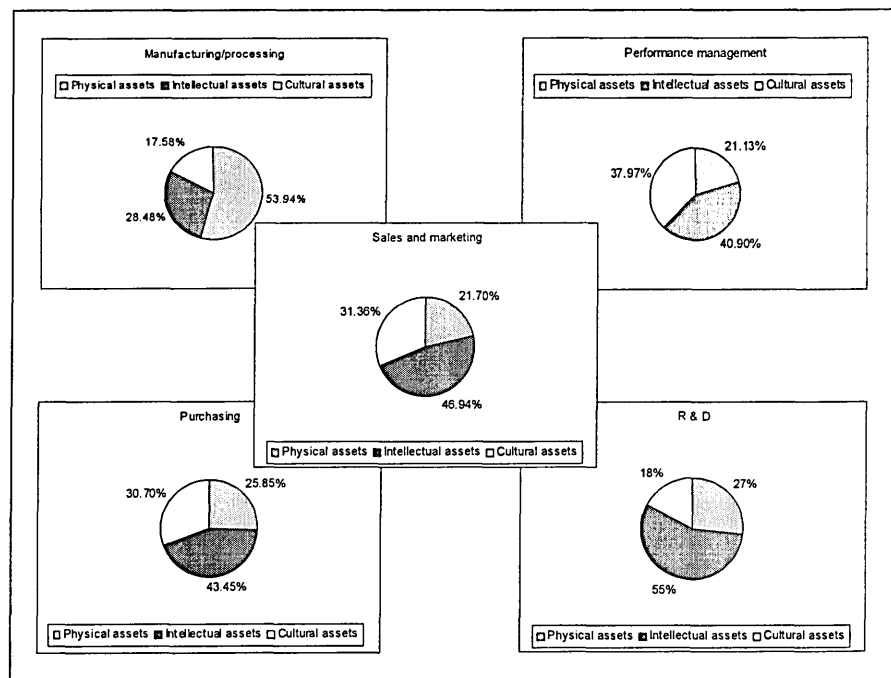 Manufacturing/processing
Physical assets Intellectual assets Cultural assets
17.58%
53.94%
28.48%
Performance management
Physical assets Intellectual assets Cultural assets
21.13%
37.97%
40.90%
Sales and marketing
31.36%
21.70%
46.94%
Physical assets Intellectual assets Cultural assets
Purchasing
30.70%
25.85%
43.45%
Physical assets Intellectual assets Cultural assets
R & D
18%
27%
55%
Physical assets Intellectual assets Cultural assets